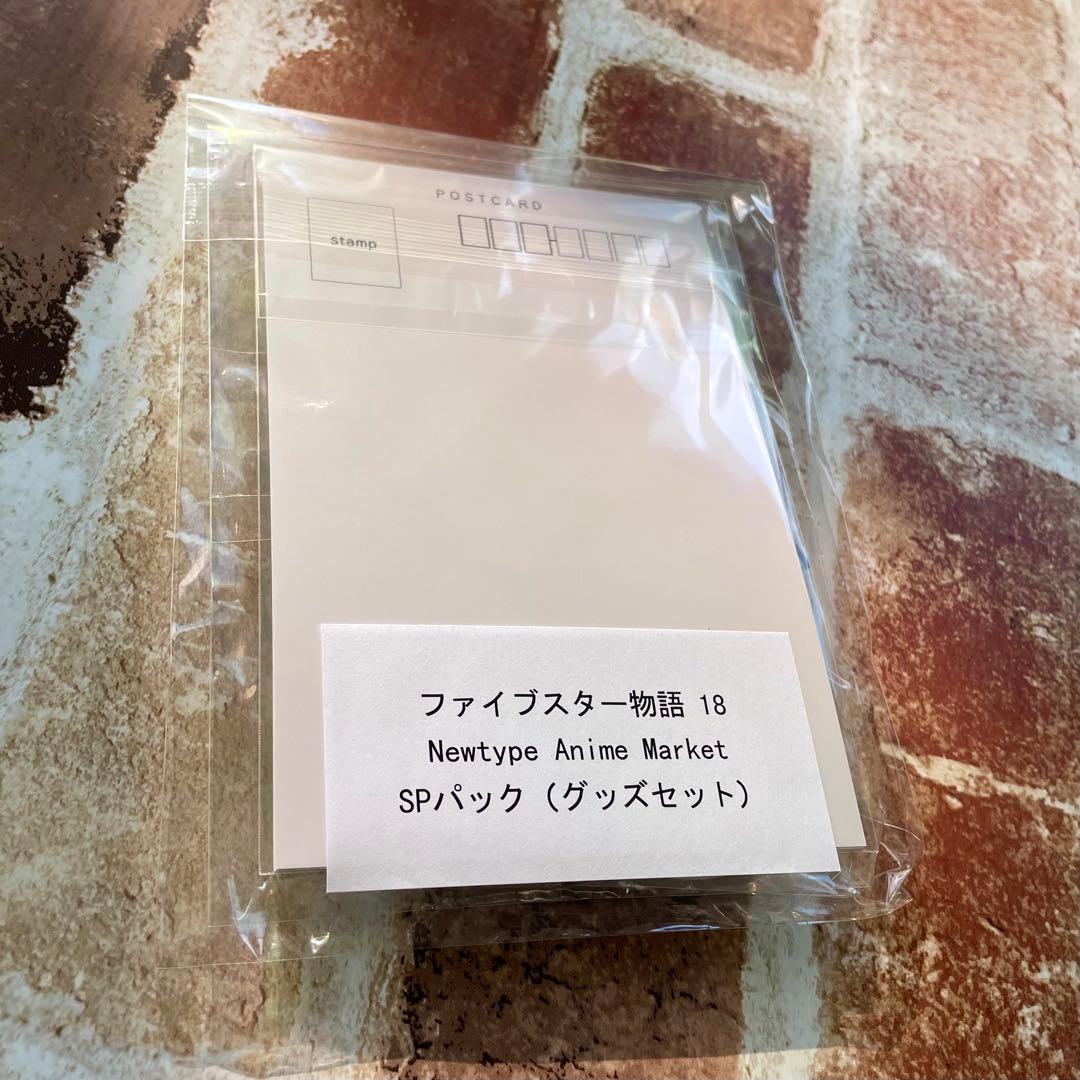 POSTCARD
stamp
ファイブスター物語 18
Newtype Anime Market
SPパック（グッズセット）